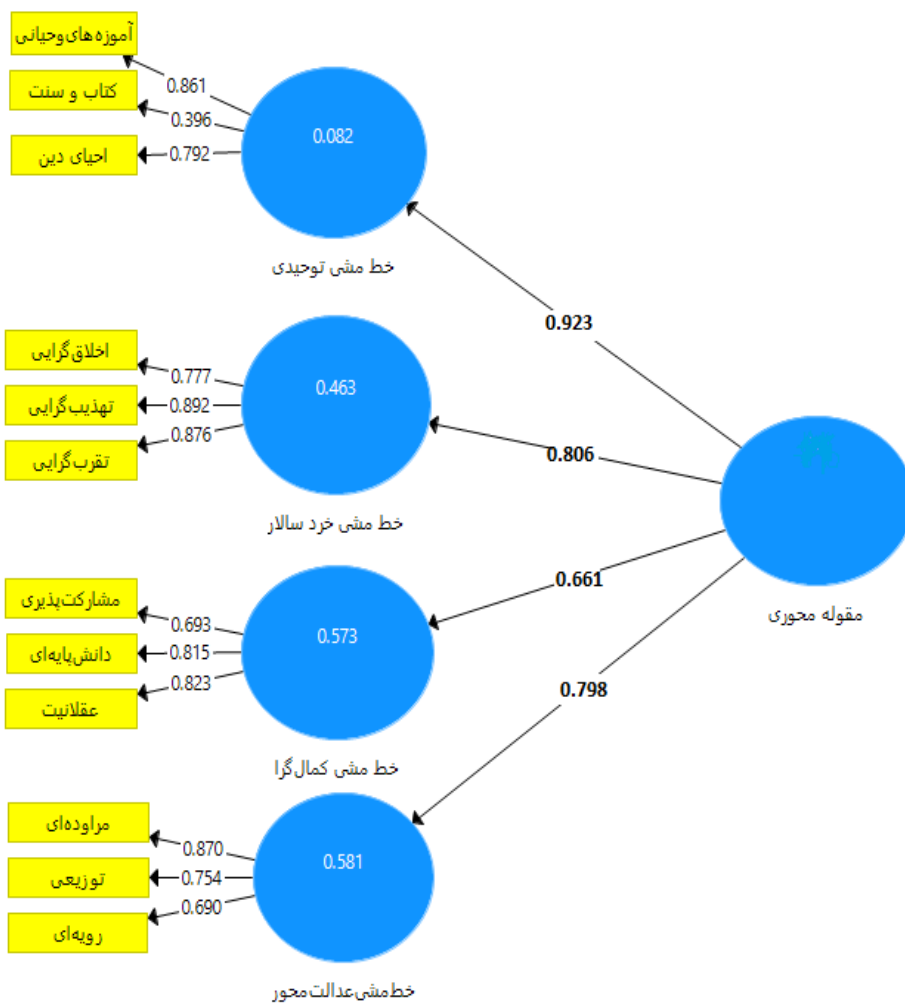 آموزه‌های‌وحیانی
0.861
کتاب و سنت
0.396
احیای دین
0.792
0.082
خط مشی توحیدی
0.923
اخلاق‌گرایی
0.777
تهذیب‌گرایی
0.892
تقرب‌گرایی
0.876
0.463
خط مشی خرد سالار
0.806
مشارکت‌پذیری
0.693
دانش‌پایه‌ای
0.815
عقلانیت
0.823
0.573
خط مشی کمال‌گرا
0.661
مقوله محوری
مراوده‌ای
0.870
توزیعی
0.754
رویه‌ای
0.690
0.581
خط‌مشی‌عدالت‌محور
0.798